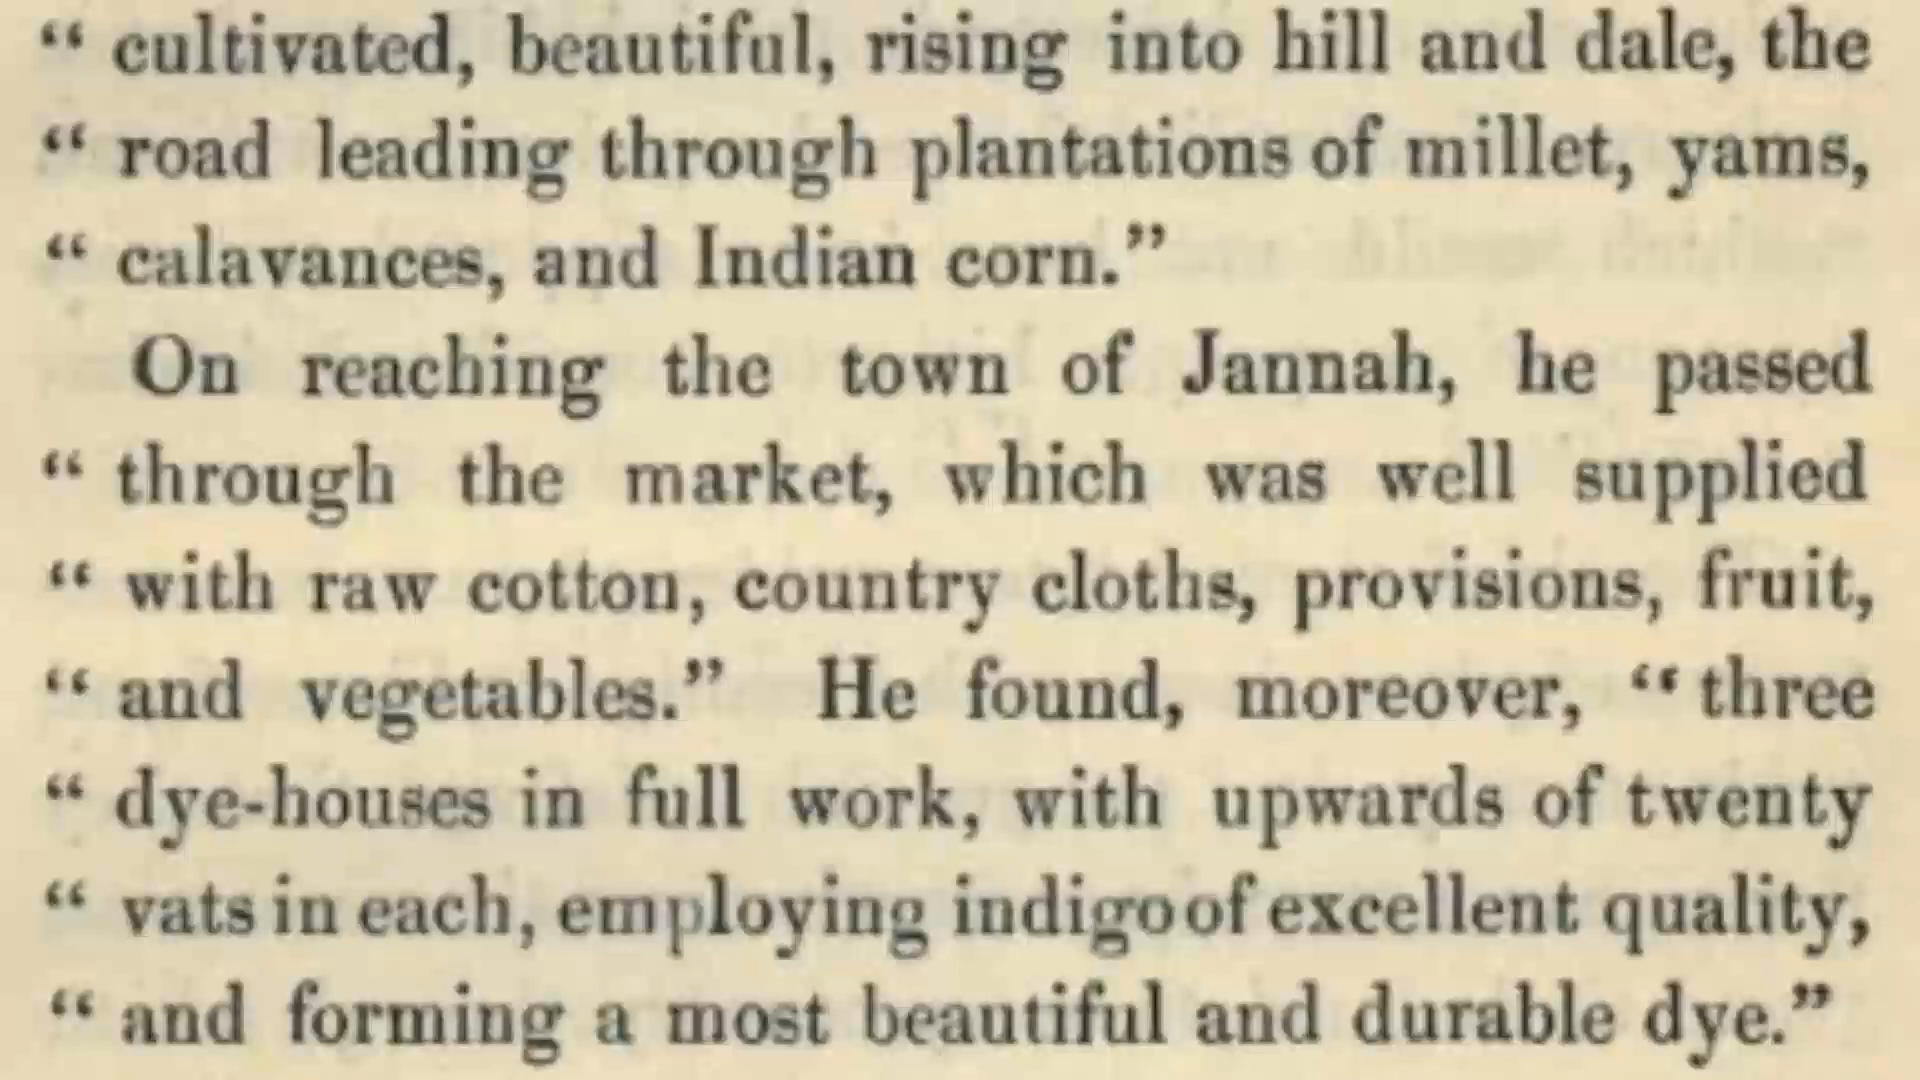 “ cultivated, beautiful, rising into hill and dale, the
“ road leading through plantations of millet, yams,
“ calavances, and Indian corn.”
On reaching the town of Jannah, he passed
“ through the market, which was well supplied
“ with raw cotton, country cloths, provisions, fruit,
“ and vegetables.” He found, moreover, “ three
“ dye-houses in full work, with upwards of twenty
“ vats in each, employing indigo of excellent quality,
“ and forming a most beautiful and durable dye.”